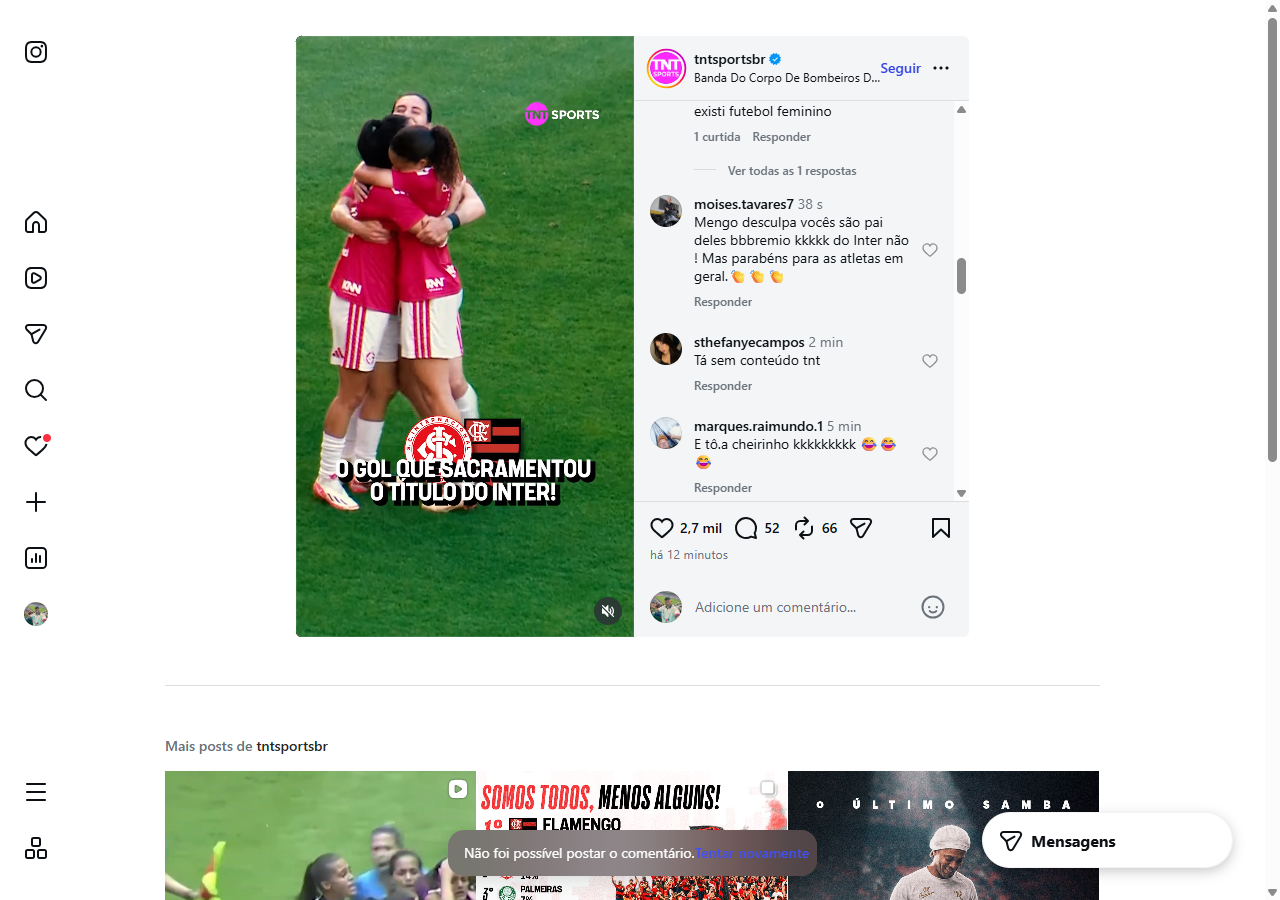 TNT SPORTS
O GOL QUE SACRAMENTOU
O TÍTULO DO INTER!
TNT
SPORTS
tntsportsbr
Banda Do Corpo De Bombeiros D...
Seguir
existi futebol feminino
1 curtida Responder
Ver todas as 1 respostas
moises.tavares7 38 s
Mengo desculpa vocês são pai
deles bbbremio kkkkk do Inter não
! Mas parabéns para as atletas em
geral. 👏 👏 👏
Responder
sthefanyecampos 2 min
Tá sem conteúdo tnt
Responder
marques.raimundo.1 5 min
E tô.a cheirinho kkkkkkkkk 😂 😂
😂
Responder
2,7 mil 52 66
há 12 minutos
Adicione um comentário...
Mais posts de tntsportsbr
SOMOS TODOS, MENOS ALGUNS!
1º FLAMENGO
3º PALMEIRAS
O ÚLTIMO SAMBA
Não foi possível postar o comentário. Tentar novamente
Mensagens